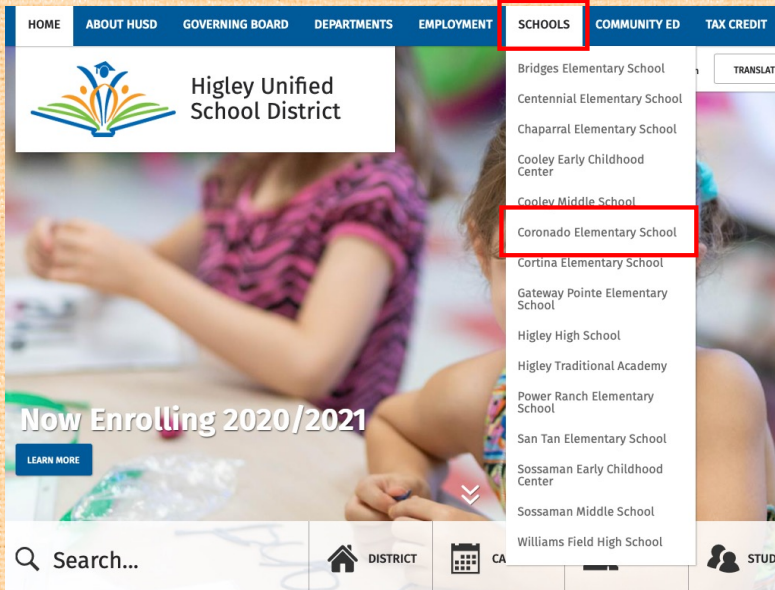 HOME ABOUT HUSD GOVERNING BOARD DEPARTMENTS EMPLOYMENT SCHOOLS COMMUNITY ED TAX CREDIT
Higley Unified
School District
Bridges Elementary School
Centennial Elementary School
Chaparral Elementary School
Cooley Early Childhood
Center
Cooley Middle School
Coronado Elementary School
Cortina Elementary School
Gateway Pointe Elementary
School
Higley High School
Higley Traditional Academy
Power Ranch Elementary
School
San Tan Elementary School
Sossaman Early Childhood
Center
Sossaman Middle School
Williams Field High School
Now Enrolling 2020/2021
LEARN MORE
Search...
DISTRICT